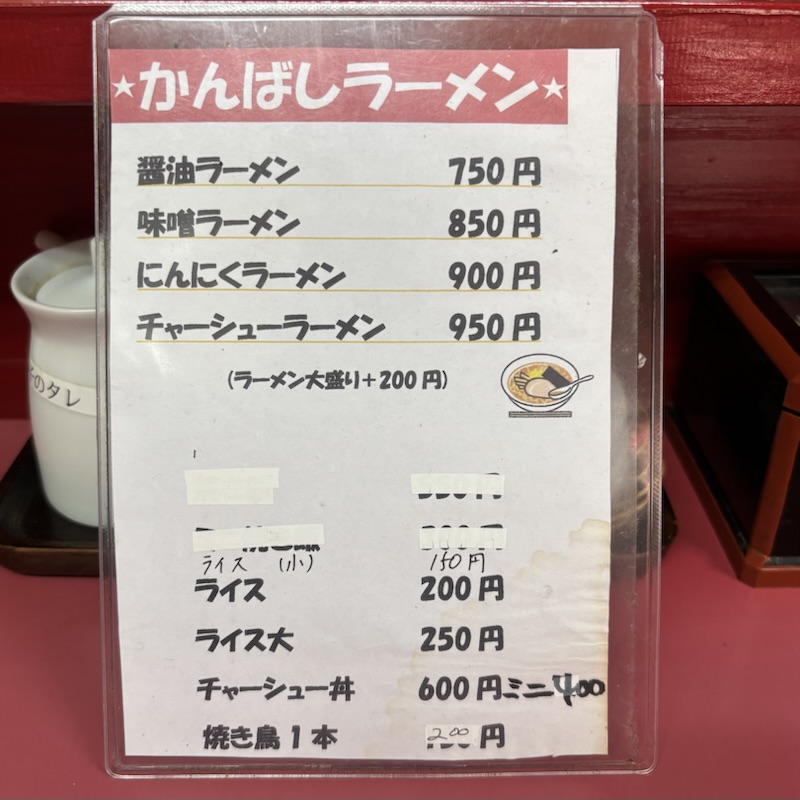 ★かんばしラーメン★
醤油ラーメン 750円
味噌ラーメン 850円
にんにくラーメン 900円
チャーシューラーメン 950円
(ラーメン大盛り+200円)
ライス (小) 150円
ライス 200円
ライス大 250円
チャーシュー丼 600円ミニ400
焼き鳥1本 200円
のタレ